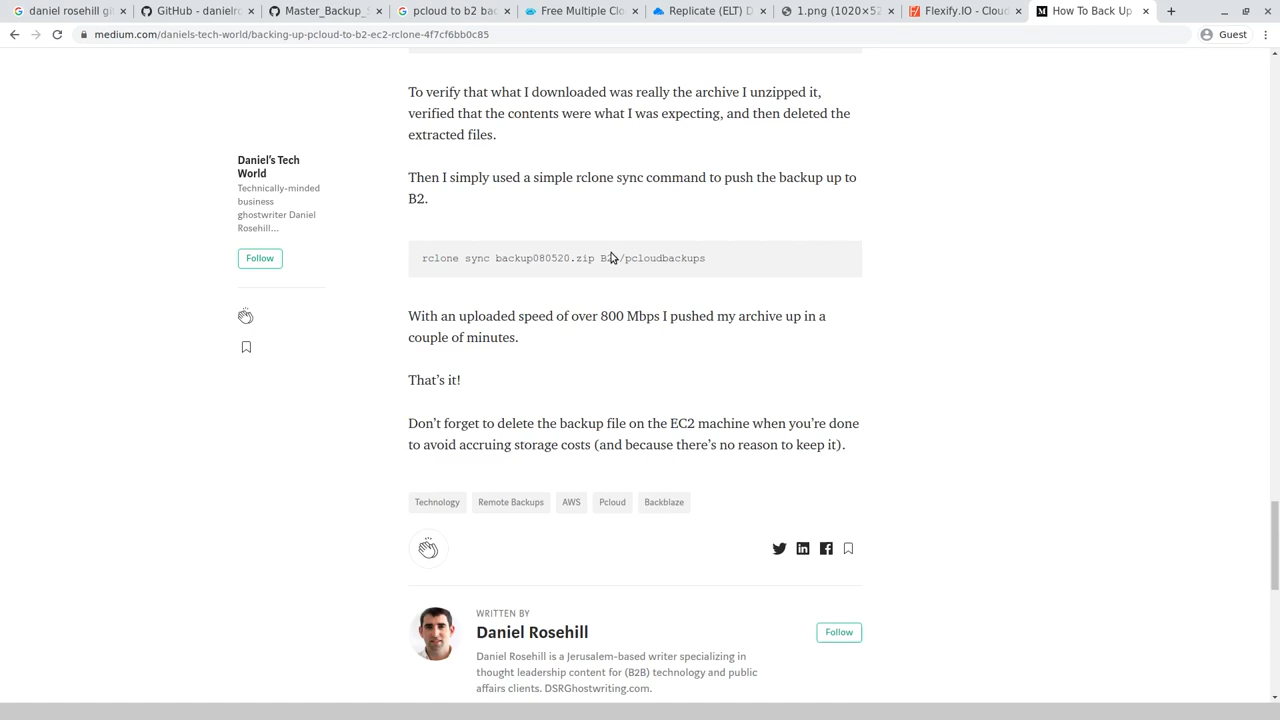 daniel rosehill gi
GitHub - danielro
Master_Backup_S
pcloud to b2 bac
Free Multiple Clo
Replicate (ELT) D
1.png (1020×52
Flexify.IO - Cloud
How To Back Up
medium.com/daniels-tech-world/backing-up-pcloud-to-b2-ec2-rclone-4f7cf6bb0c85
Guest
To verify that what I downloaded was really the archive I unzipped it,
verified that the contents were what I was expecting, and then deleted the
extracted files.
Daniel's Tech
World
Technically-minded
business
ghostwriter Daniel
Rosehill...
Follow
Then I simply used a simple rclone sync command to push the backup up to
B2.
rclone sync backup080520.zip /pcloudbackups
With an uploaded speed of over 800 Mbps I pushed my archive up in a
couple of minutes.
That's it!
Don't forget to delete the backup file on the EC2 machine when you're done
to avoid accruing storage costs (and because there's no reason to keep it).
Technology
Remote Backups
AWS
Pcloud
Backblaze
WRITTEN BY
Daniel Rosehill
Follow
Daniel Rosehill is a Jerusalem-based writer specializing in
thought leadership content for (B2B) technology and public
affairs clients. DSRGhostwriting.com.